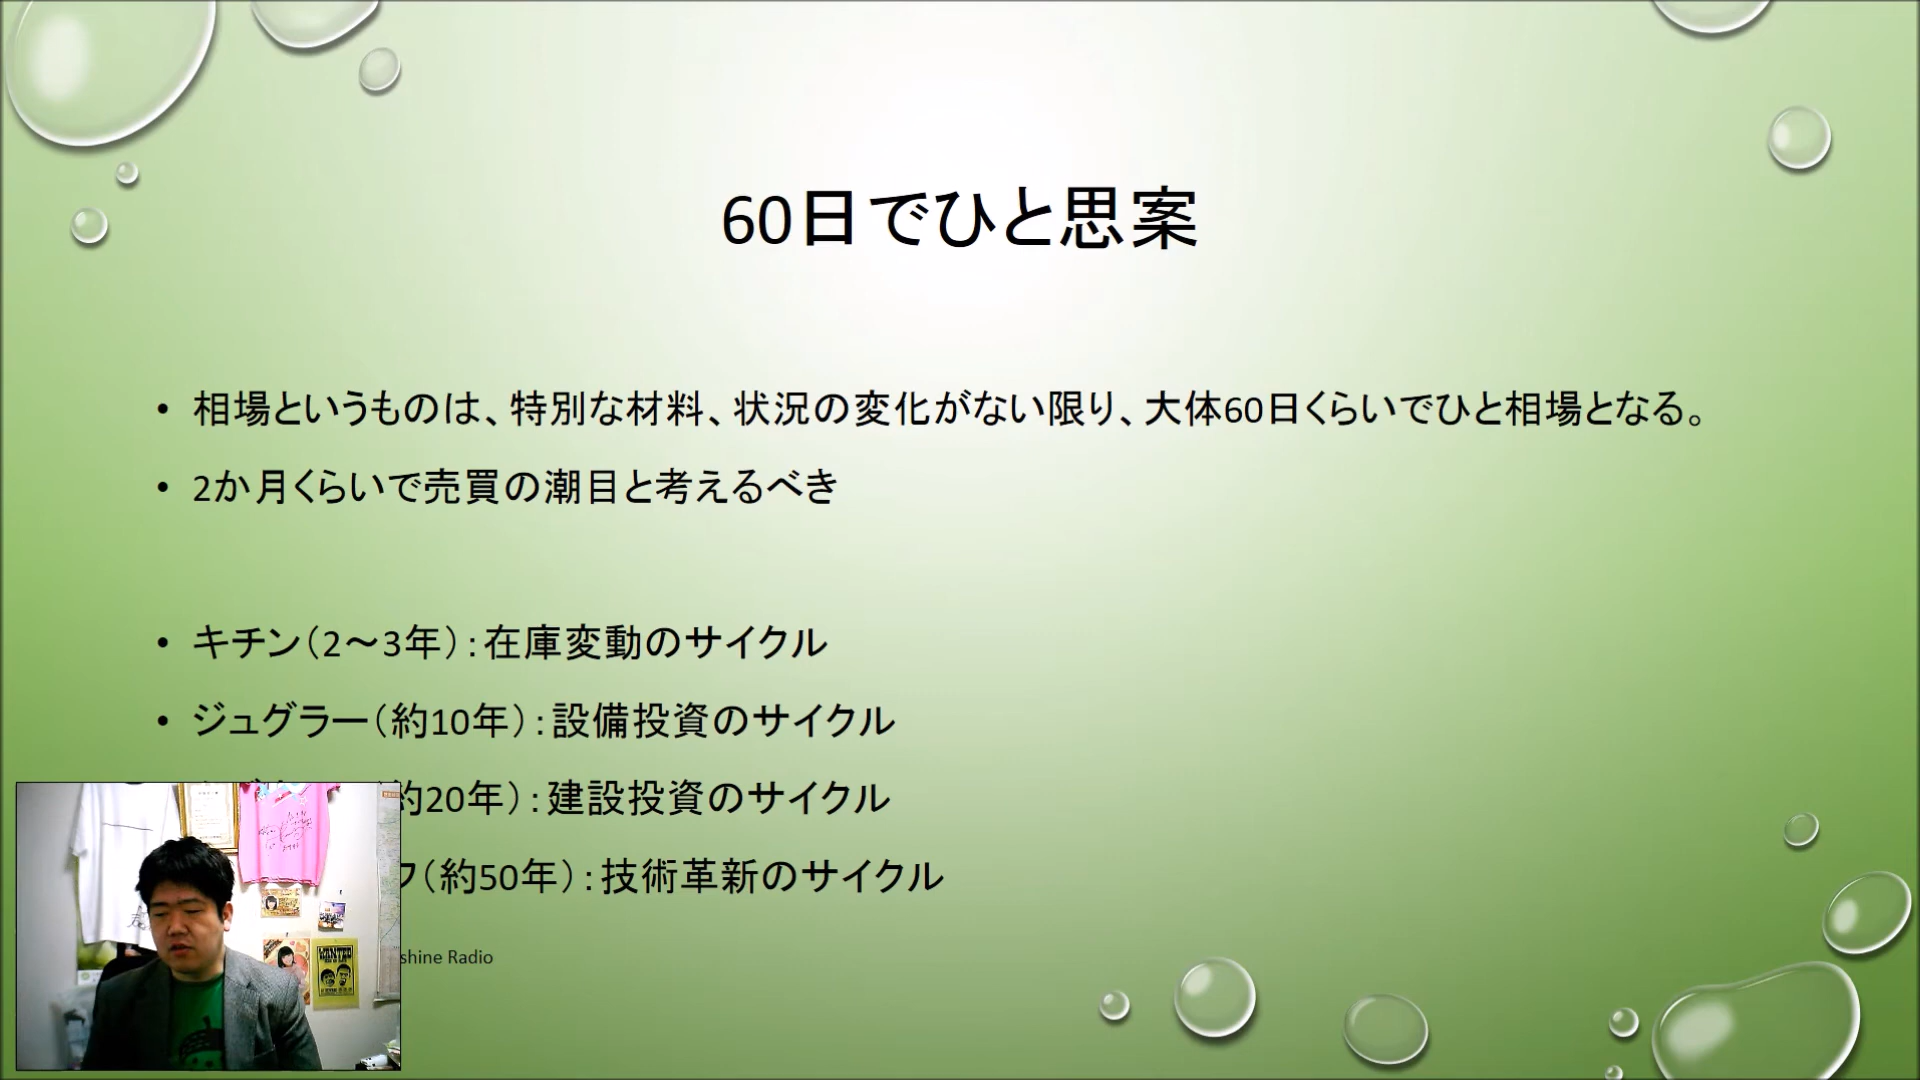 60日でひと思案
• 相場というものは、特別な材料、状況の変化がない限り、大体60日くらいでひと相場となる。
• 2か月くらいで売買の潮目と考えるべき
• キチン（2～3年）：在庫変動のサイクル
• ジュグラー（約10年）：設備投資のサイクル
約20年）：建設投資のサイクル
フ（約50年）：技術革新のサイクル
shine Radio
WANTED